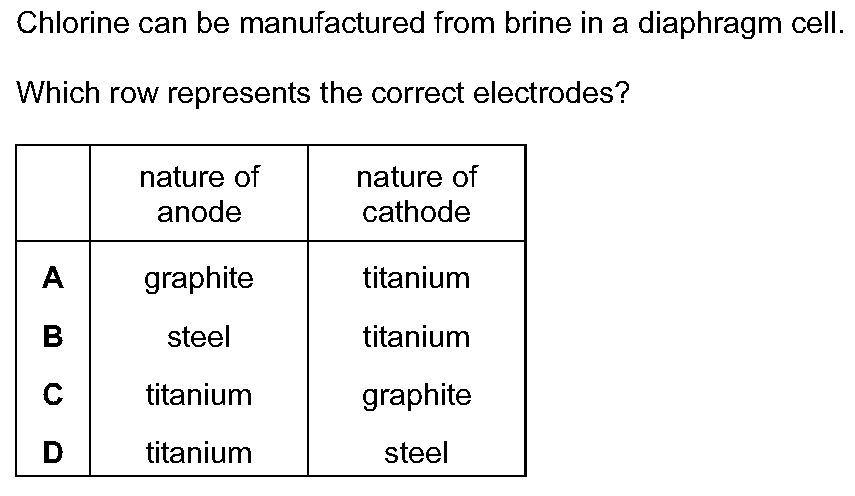 Chlorine can be manufactured from brine in a diaphragm cell.
Which row represents the correct electrodes?
nature of anode nature of cathode
A graphite titanium
B steel titanium
C titanium graphite
D titanium steel